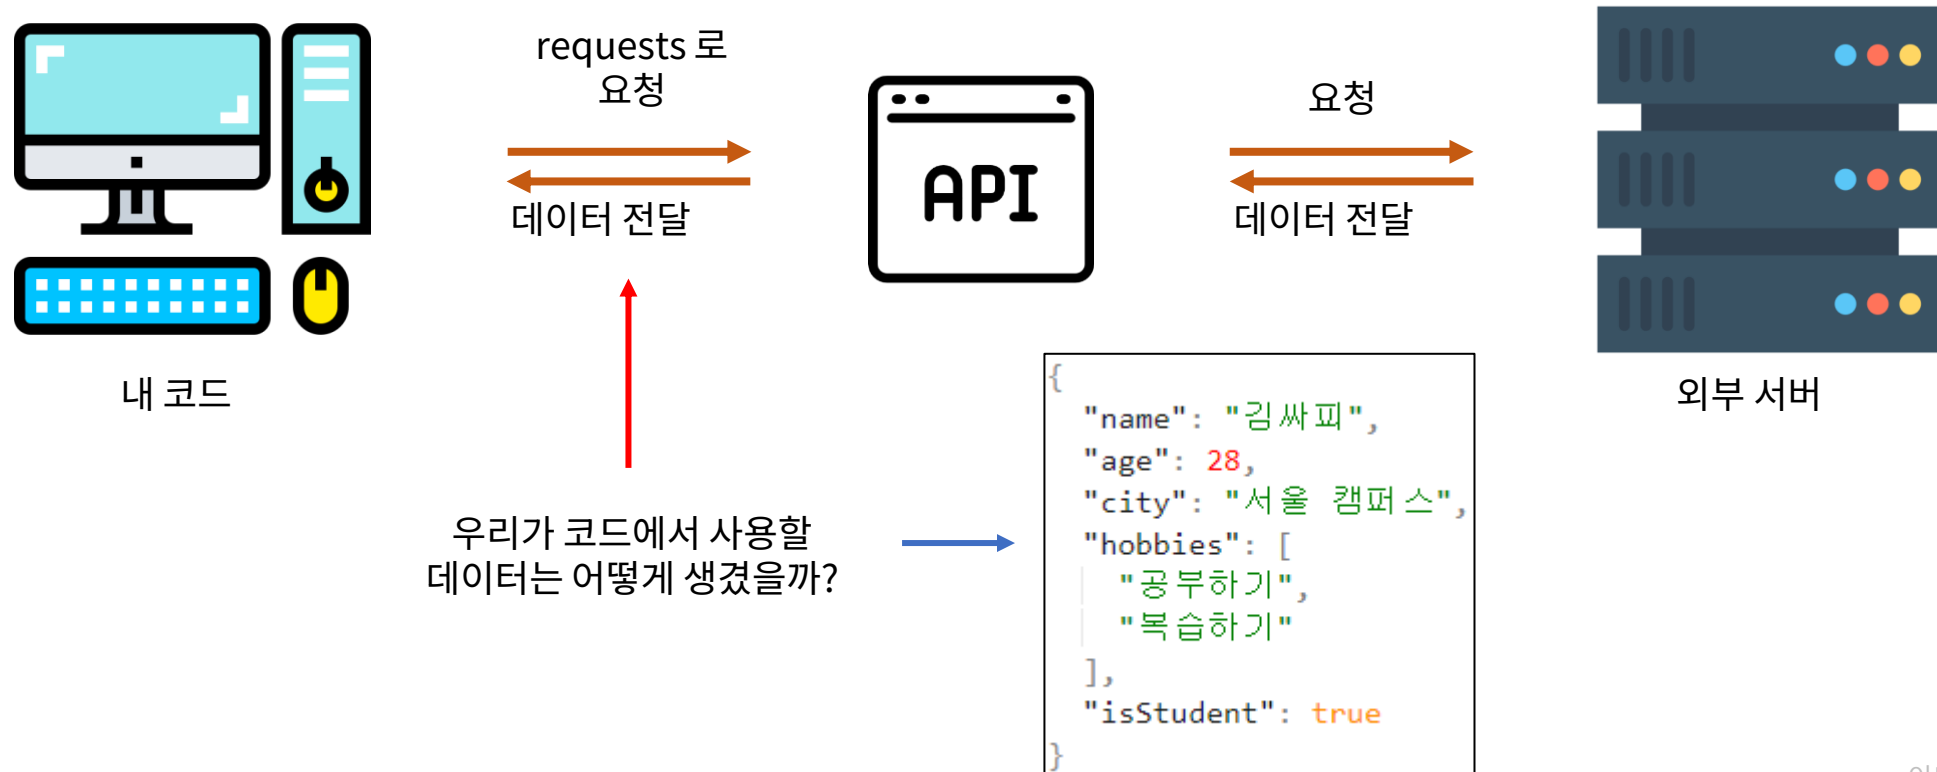 requests 로
요청
데이터 전달
API
요청
데이터 전달
내 코드
외부 서버
우리가 코드에서 사용할
데이터는 어떻게 생겼을까?
{
"name": "김싸피",
"age": 28,
"city": "서울 캠퍼스",
"hobbies": [
"공부하기",
"복습하기"
],
"isStudent": true
}